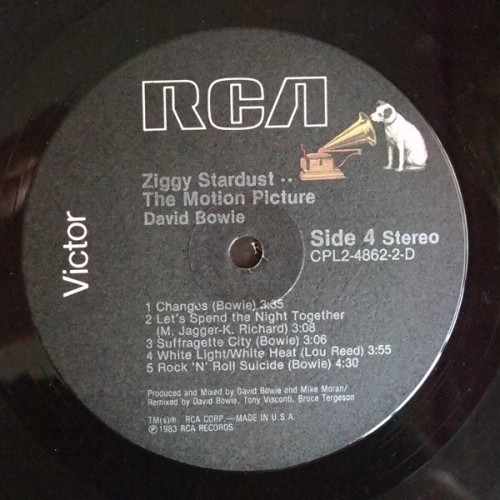 RCA
Victor
Ziggy Stardust --
The Motion Picture
David Bowie
Side 4 Stereo
CPL2-4862-2-D
1 Changes (Bowie) 3:35
2 Let's Spend the Night Together
(M. Jagger-K. Richard) 3:08
3 Suffragette City (Bowie) 3:06
4 White Light/White Heat (Lou Reed) 3:55
5 Rock 'N' Roll Suicide (Bowie) 4:30
Produced and Mixed by David Bowie and Mike Moran/
Remixed by David Bowie, Tony Visconti, Bruce Tergeson
TM(s)® RCA CORP.—MADE IN U.S.A.
℗ 1983 RCA RECORDS